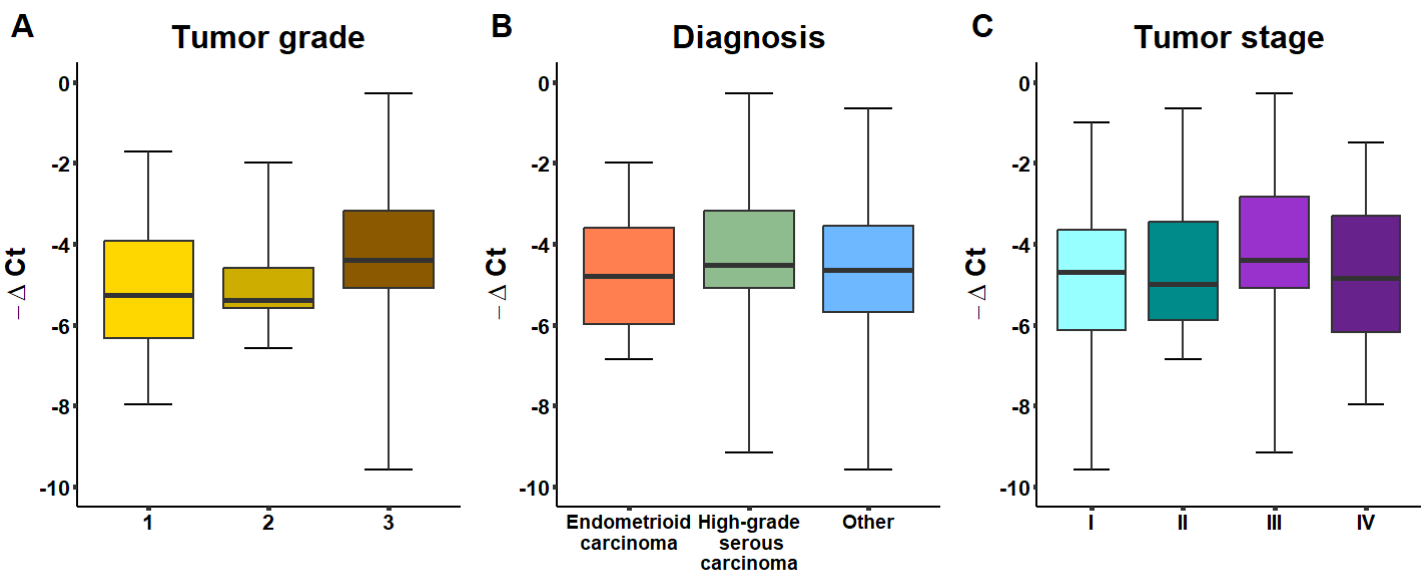 A
Tumor grade
− Δ Ct
0
-2
-4
-6
-8
-10
1
2
3
B
Diagnosis
− Δ Ct
0
-2
-4
-6
-8
-10
Endometrioid
carcinoma
High-grade
serous
carcinoma
Other
C
Tumor stage
− Δ Ct
0
-2
-4
-6
-8
-10
I
II
III
IV